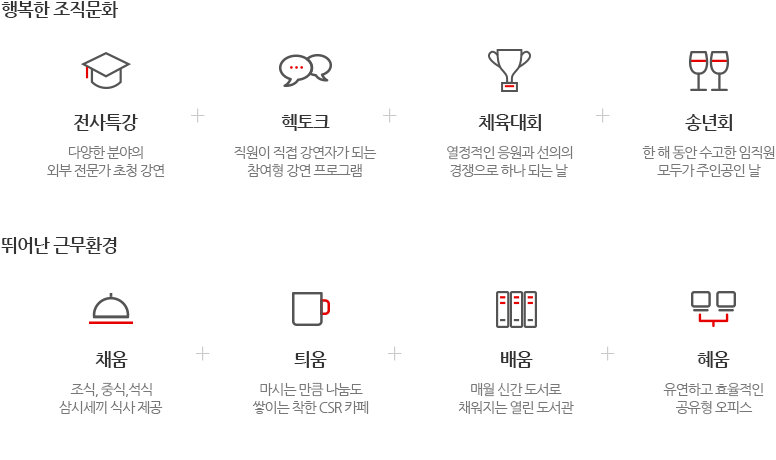 행복한 조직문화
전사특강
다양한 분야의
외부 전문가 초청 강연
헥토크
직원이 직접 강연자가 되는
참여형 강연 프로그램
체육대회
열정적인 응원과 선의의
경쟁으로 하나 되는 날
송년회
한 해 동안 수고한 임직원
모두가 주인공인 날
뛰어난 근무환경
채움
조식, 중식,석식
삼시세끼 식사 제공
틔움
마시는 만큼 나눔도
쌓이는 착한 CSR 카페
배움
매월 신간 도서로
채워지는 열린 도서관
혜움
유연하고 효율적인
공유형 오피스